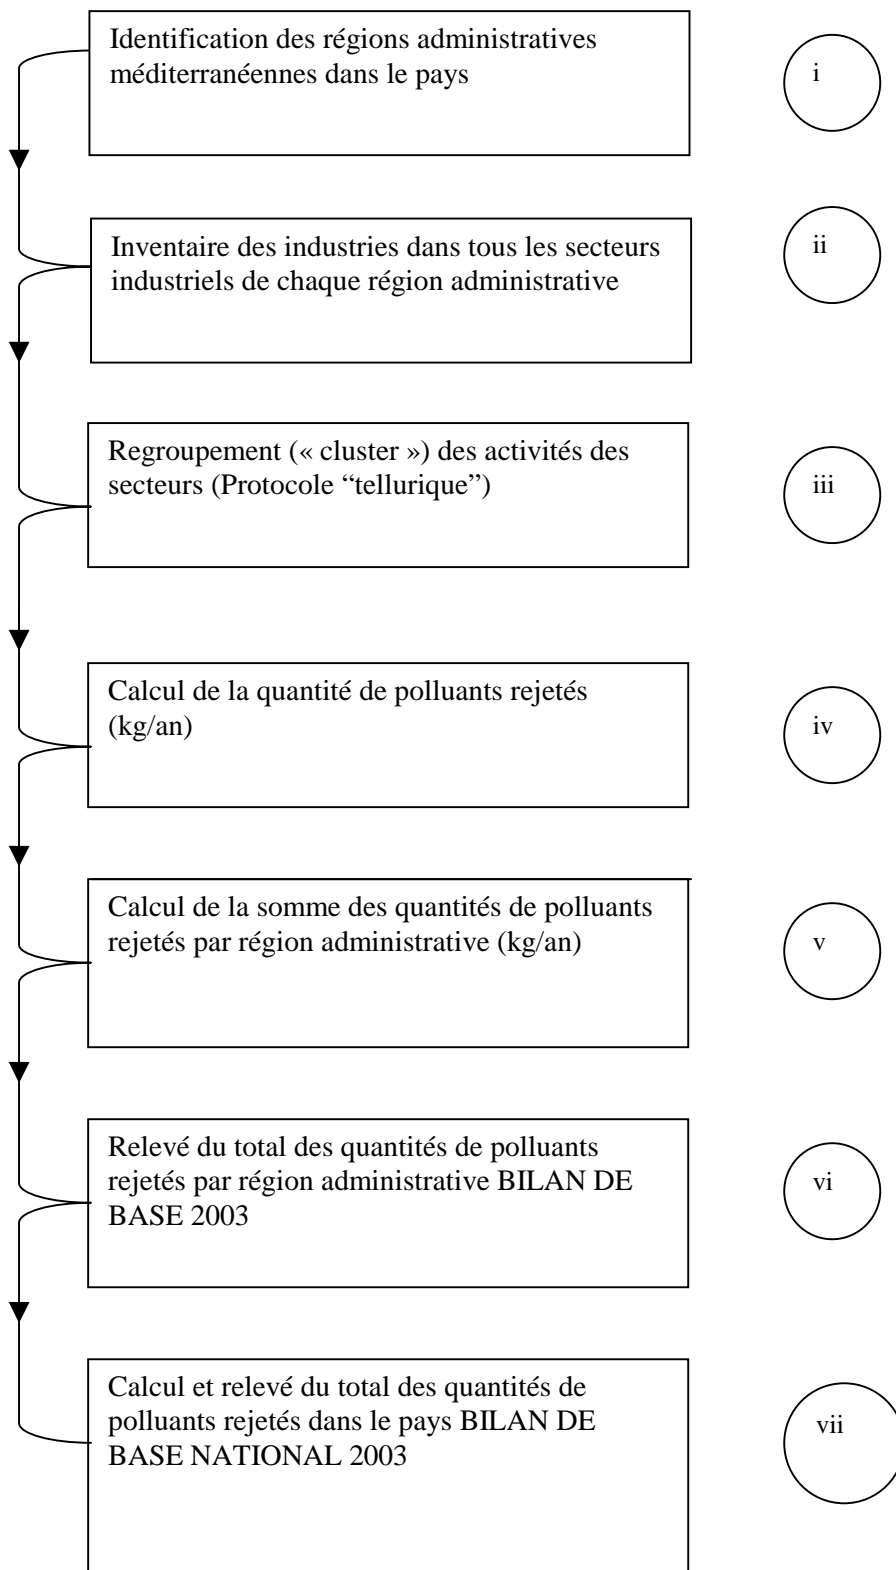 Identification des régions administratives
méditerranéennes dans le pays
i
Inventaire des industries dans tous les secteurs
industriels de chaque région administrative
ii
Regroupement (« cluster ») des activités des
secteurs (Protocole “tellurique”)
iii
Calcul de la quantité de polluants rejetés
(kg/an)
iv
Calcul de la somme des quantités de polluants
rejetés par région administrative (kg/an)
v
Relevé du total des quantités de polluants
rejetés par région administrative BILAN DE
BASE 2003
vi
Calcul et relevé du total des quantités de
polluants rejetés dans le pays BILAN DE
BASE NATIONAL 2003
vii